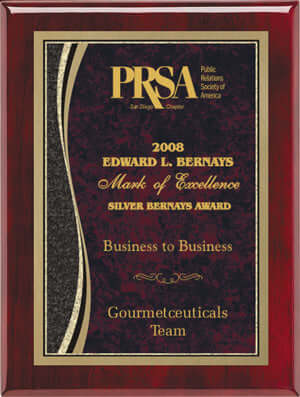 PRSA
Public
Relations
Society of
America
San Diego Chapter
2008
EDWARD L. BERNAYS
Mark of Excellence
SILVER BERNAYS AWARD
Business to Business
Gourmetceuticals
Team